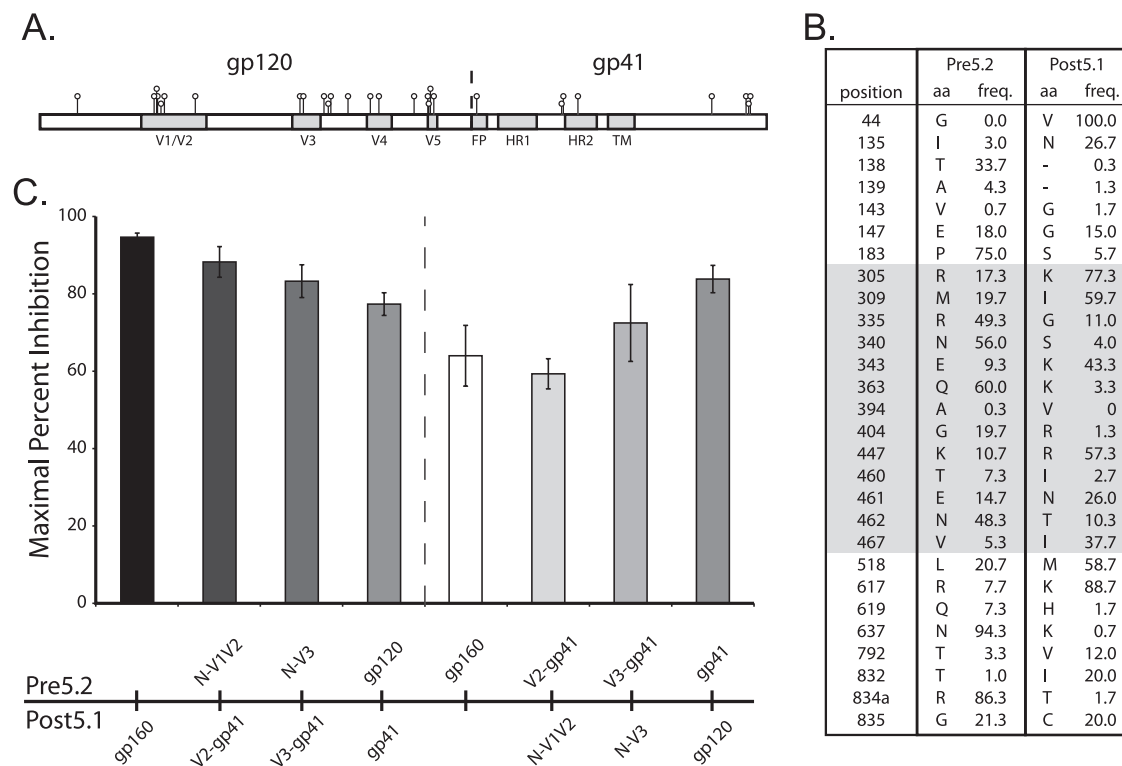 A.
gp120 gp41
V1/V2 V3 V4 V5 FP HR1 HR2 TM
B.
Pre5.2 Post5.1
position aa freq. aa freq.
44 G 0.0 V 100.0
135 I 3.0 N 26.7
138 T 33.7 - 0.3
139 A 4.3 - 1.3
143 V 0.7 G 1.7
147 E 18.0 G 15.0
183 P 75.0 S 5.7
305 R 17.3 K 77.3
309 M 19.7 I 59.7
335 R 49.3 G 11.0
340 N 56.0 S 4.0
343 E 9.3 K 43.3
363 Q 60.0 K 3.3
394 A 0.3 V 0
404 G 19.7 R 1.3
447 K 10.7 R 57.3
460 T 7.3 I 2.7
461 E 14.7 N 26.0
462 N 48.3 T 10.3
467 V 5.3 I 37.7
518 L 20.7 M 58.7
617 R 7.7 K 88.7
619 Q 7.3 H 1.7
637 N 94.3 K 0.7
792 T 3.3 V 12.0
832 T 1.0 I 20.0
834a R 86.3 T 1.7
835 G 21.3 C 20.0
C.
Maximal Percent Inhibition
100
80
60
40
20
0
N-V1V2 N-V3 gp120 gp160 V2-gp41 V3-gp41 gp41
Pre5.2
Post5.1
gp160 V2-gp41 V3-gp41 gp41 N-V1V2 N-V3 gp120